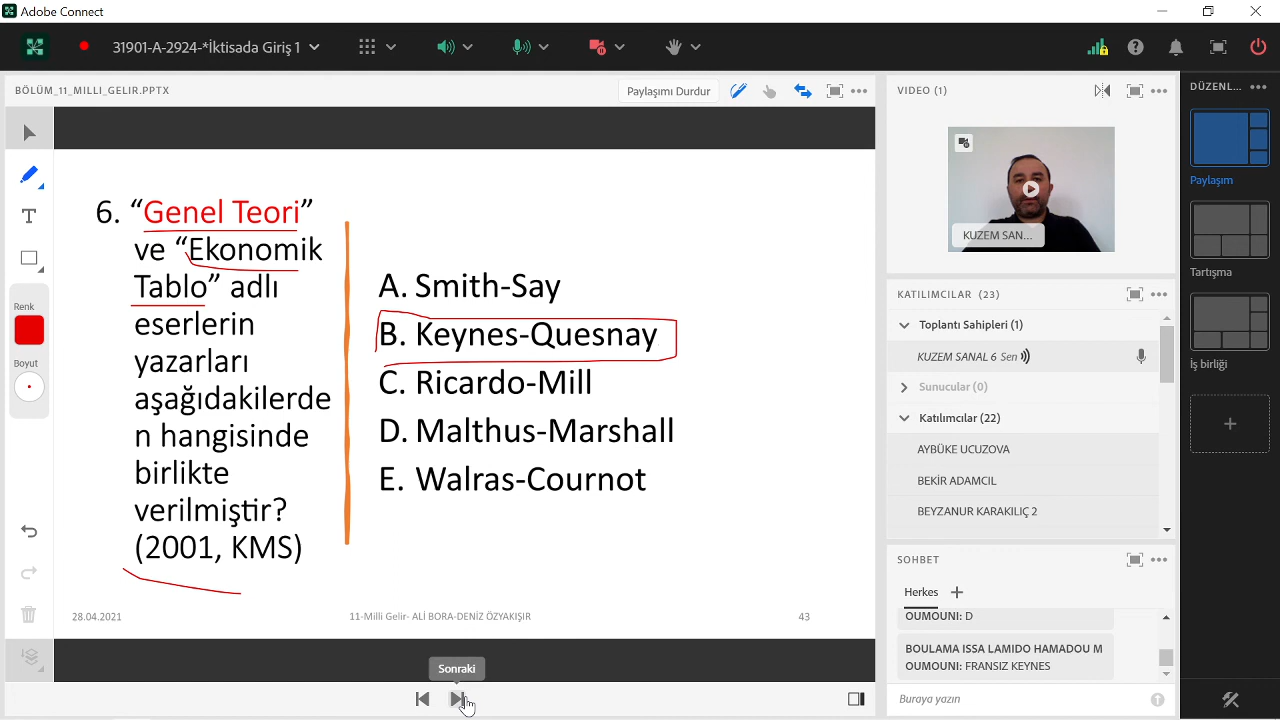 Adobe Connect
31901-A-2924-*İktisada Giriş 1
BÖLÜM_11_MILLI_GELIR.PPTX
Paylaşımı Durdur
Renk
Boyut
6. “Genel Teori”
ve “Ekonomik
Tablo” adlı
eserlerin
yazarları
aşağıdakilerde
n hangisinde
birlikte
verilmiştir?
(2001, KMS)
A. Smith-Say
B. Keynes-Quesnay
C. Ricardo-Mill
D. Malthus-Marshall
E. Walras-Cournot
28.04.2021
11-Milli Gelir- ALİ BORA-DENİZ ÖZYAKIŞIR
43
Sonraki
VIDEO (1)
KUZEM SAN...
KATILIMCILAR (23)
Toplantı Sahipleri (1)
KUZEM SANAL 6 Sen
Sunucular (0)
Katılımcılar (22)
AYBÜKE UCUZOVA
BEKİR ADAMCIL
BEYZANUR KARAKILIÇ 2
SOHBET
Herkes
OUMOUNI: D
BOULAMA ISSA LAMIDO HAMADOU M
OUMOUNI: FRANSIZ KEYNES
Buraya yazın
DÜZENL...
Paylaşım
Tartışma
İş birliği